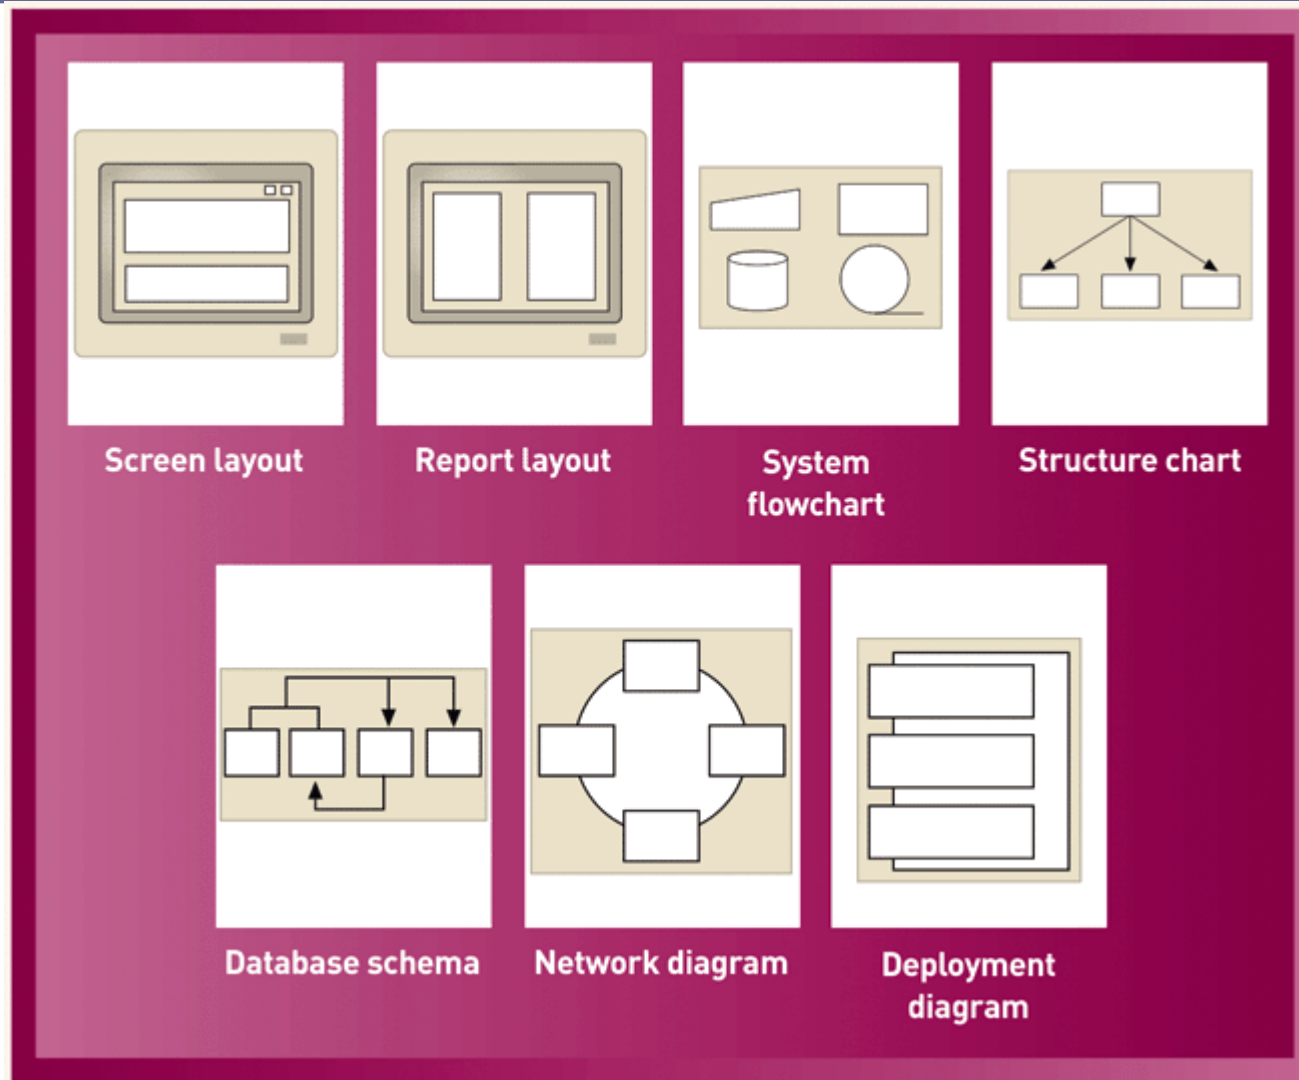 Screen layout
Report layout
System
flowchart
Structure chart
Database schema
Network diagram
Deployment
diagram